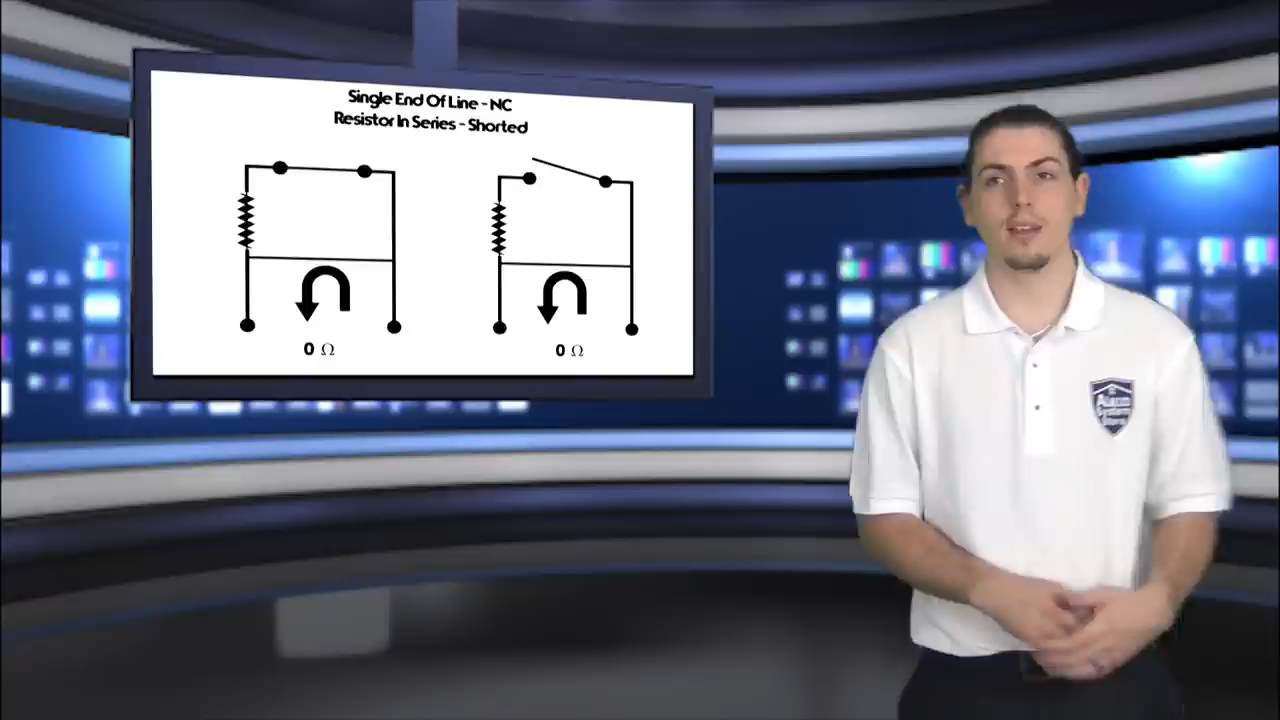 Single End Of Line - NC
Resistor In Series - Shorted
0 Ω
0 Ω